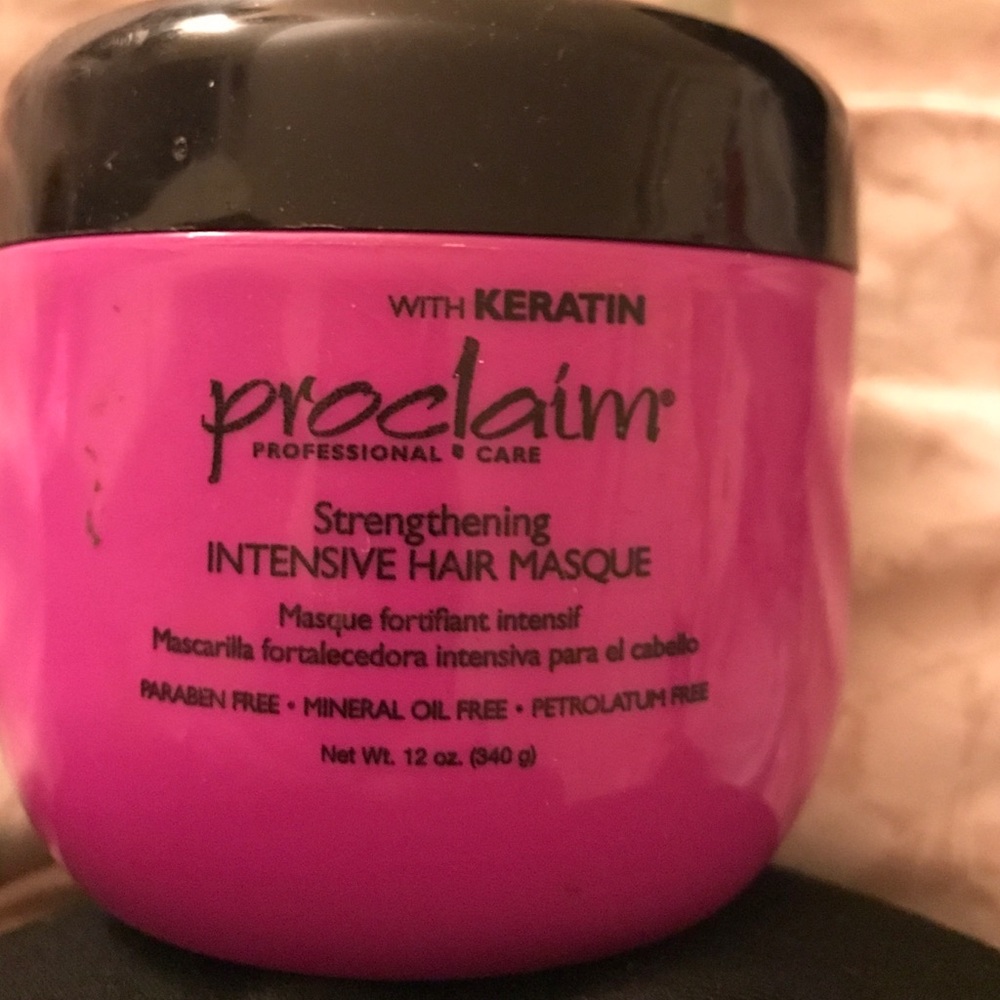 WITH KERATIN
proclaim®
PROFESSIONAL CARE
Strengthening
INTENSIVE HAIR MASQUE
Masque fortifiant intensif
Mascarilla fortalecedora intensiva para el cabello
PARABEN FREE • MINERAL OIL FREE • PETROLATUM FREE
Net Wt. 12 oz. (340 g)